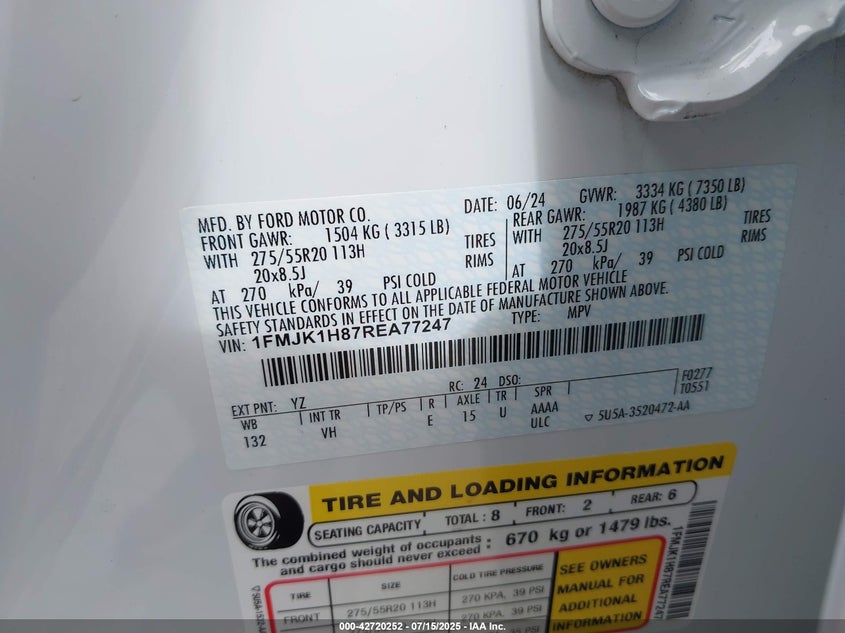 MFD. BY FORD MOTOR CO.
DATE: 06/24 GVWR: 3334 KG ( 7350 LB)
FRONT GAWR: 1504 KG ( 3315 LB)
REAR GAWR: 1987 KG ( 4380 LB)
WITH 275/55R20 113H TIRES
WITH 275/55R20 113H TIRES
20x8.5J RIMS
20x8.5J RIMS
AT 270 kPa/ 39 PSI COLD
AT 270 kPa/ 39 PSI COLD
THIS VEHICLE CONFORMS TO ALL APPLICABLE FEDERAL MOTOR VEHICLE
SAFETY STANDARDS IN EFFECT ON THE DATE OF MANUFACTURE SHOWN ABOVE.
VIN: 1FMJK1H87REA77247 TYPE: MPV
EXT PNT: YZ RC: 24 DSO: F0277
T0551
WB INT TR TP/PS R AXLE TR SPR
132 VH E 15 U AAAA
ULC
5U5A-3520472-AA
TIRE AND LOADING INFORMATION
SEATING CAPACITY TOTAL : 8 FRONT: 2 REAR: 6
The combined weight of occupants
and cargo should never exceed : 670 kg or 1479 lbs.
TIRE SIZE COLD TIRE PRESSURE
FRONT 275/55R20 113H 270 KPA, 39 PSI
270 KPA, 39 PSI
SEE OWNERS
MANUAL FOR
ADDITIONAL
INFORMATION
1FMJK1H87REA77247
000-42720252 / 07/15/2025 - IAA Inc.